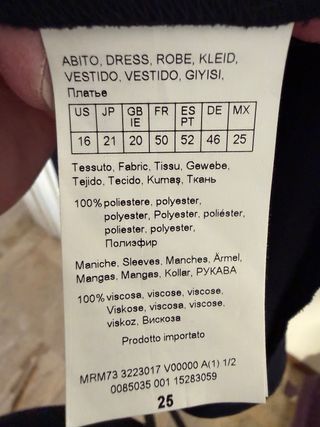 ABITO, DRESS, ROBE, KLEID,
VESTIDO, VESTIDO, GIYISI,
Платье
US JP GB IE FR ES PT DE MX
16 21 20 50 52 46 25
Tessuto, Fabric, Tissu, Gewebe,
Tejido, Tecido, Kumaş, Ткань
100% poliestere, polyester,
polyester, Polyester, poliéster,
poliester, polyester,
Полиэфир
Maniche, Sleeves, Manches, Ärmel,
Mangas, Mangas, Kollar, РУКАВА
100% viscosa, viscose, viscose,
Viskose, viscosa, viscose,
viskoz, Вискоза
Prodotto importato
MRM73 3223017 V00000 A(1) 1/2
0085035 001 15283059
25